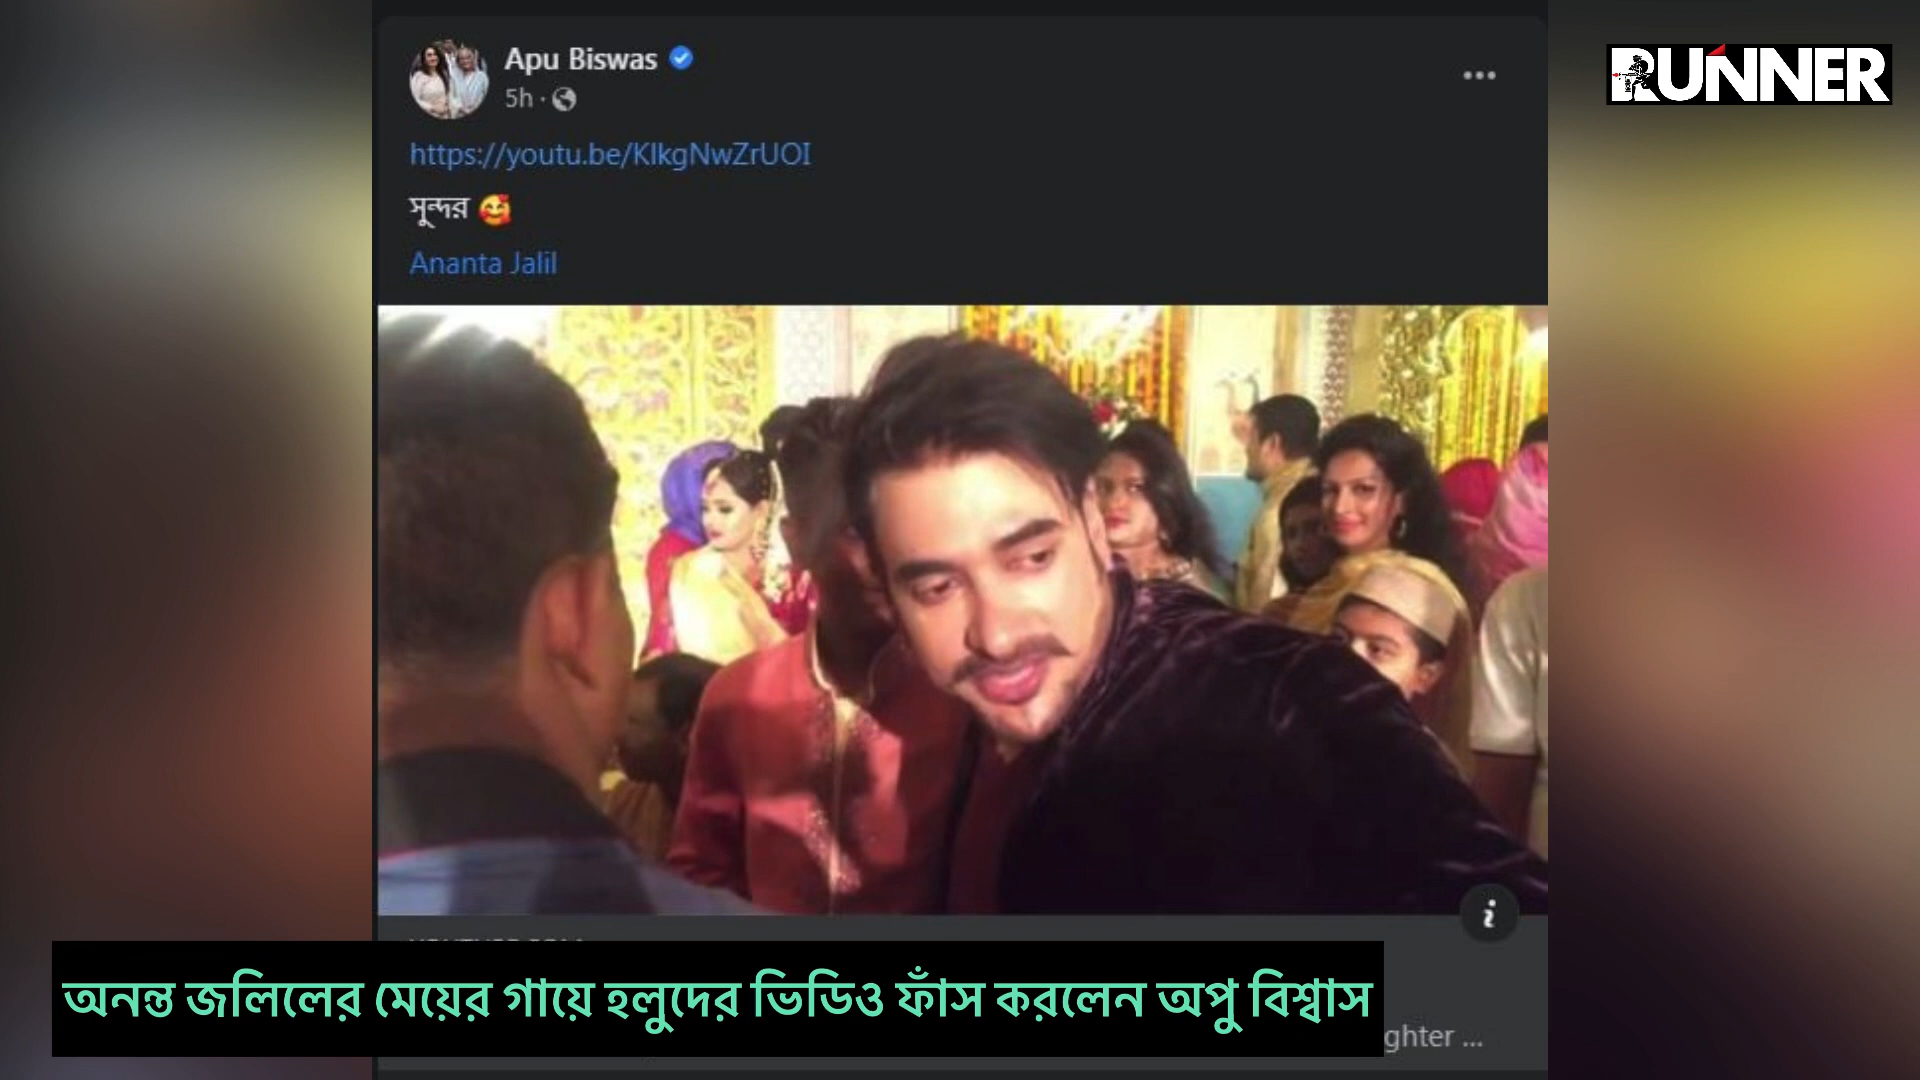 Apu Biswas
RUNNER
5h ·
https://youtu.be/KlkgNwZrUOI
সুন্দর 🥰
Ananta Jalil
অনন্ত জলিলের মেয়ের গায়ে হলুদের ভিডিও ফাঁস করলেন অপু বিশ্বাস
ghter ...